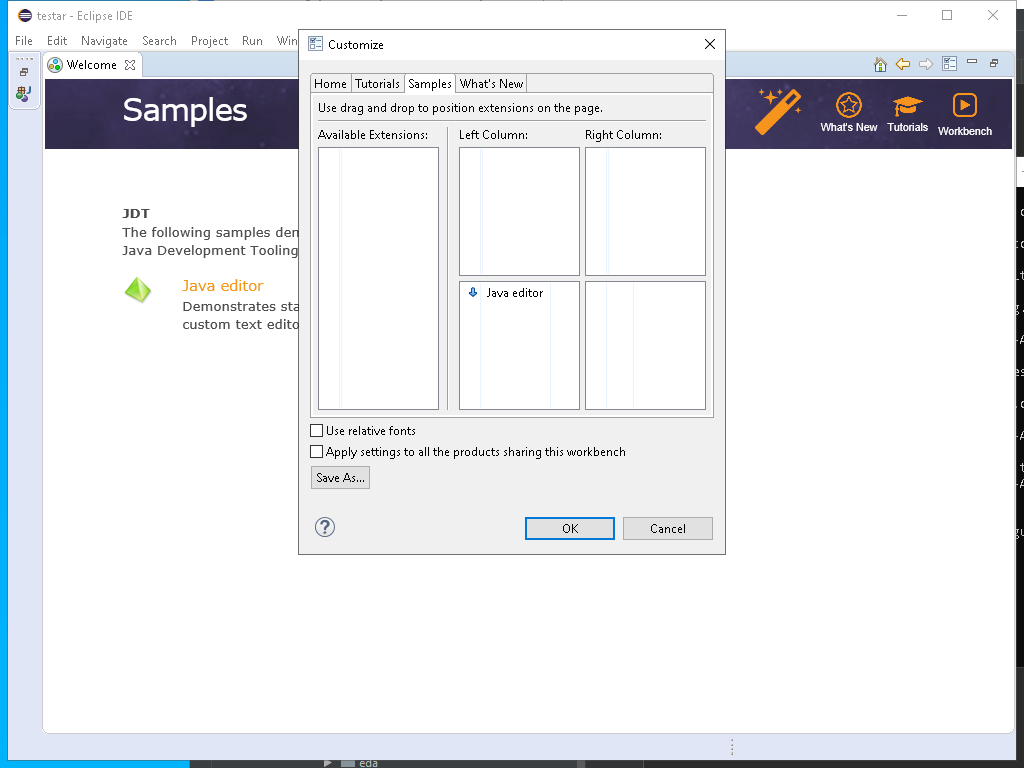 testar - Eclipse IDE
File Edit Navigate Search Project Run Win
Welcome
Samples
What's New
Tutorials
Workbench
JDT
The following samples den
Java Development Tooling
Java editor
Demonstrates sta
custom text edito
Customize
Home Tutorials Samples What's New
Use drag and drop to position extensions on the page.
Available Extensions: Left Column: Right Column:
Java editor
Use relative fonts
Apply settings to all the products sharing this workbench
Save As...
OK Cancel
eda